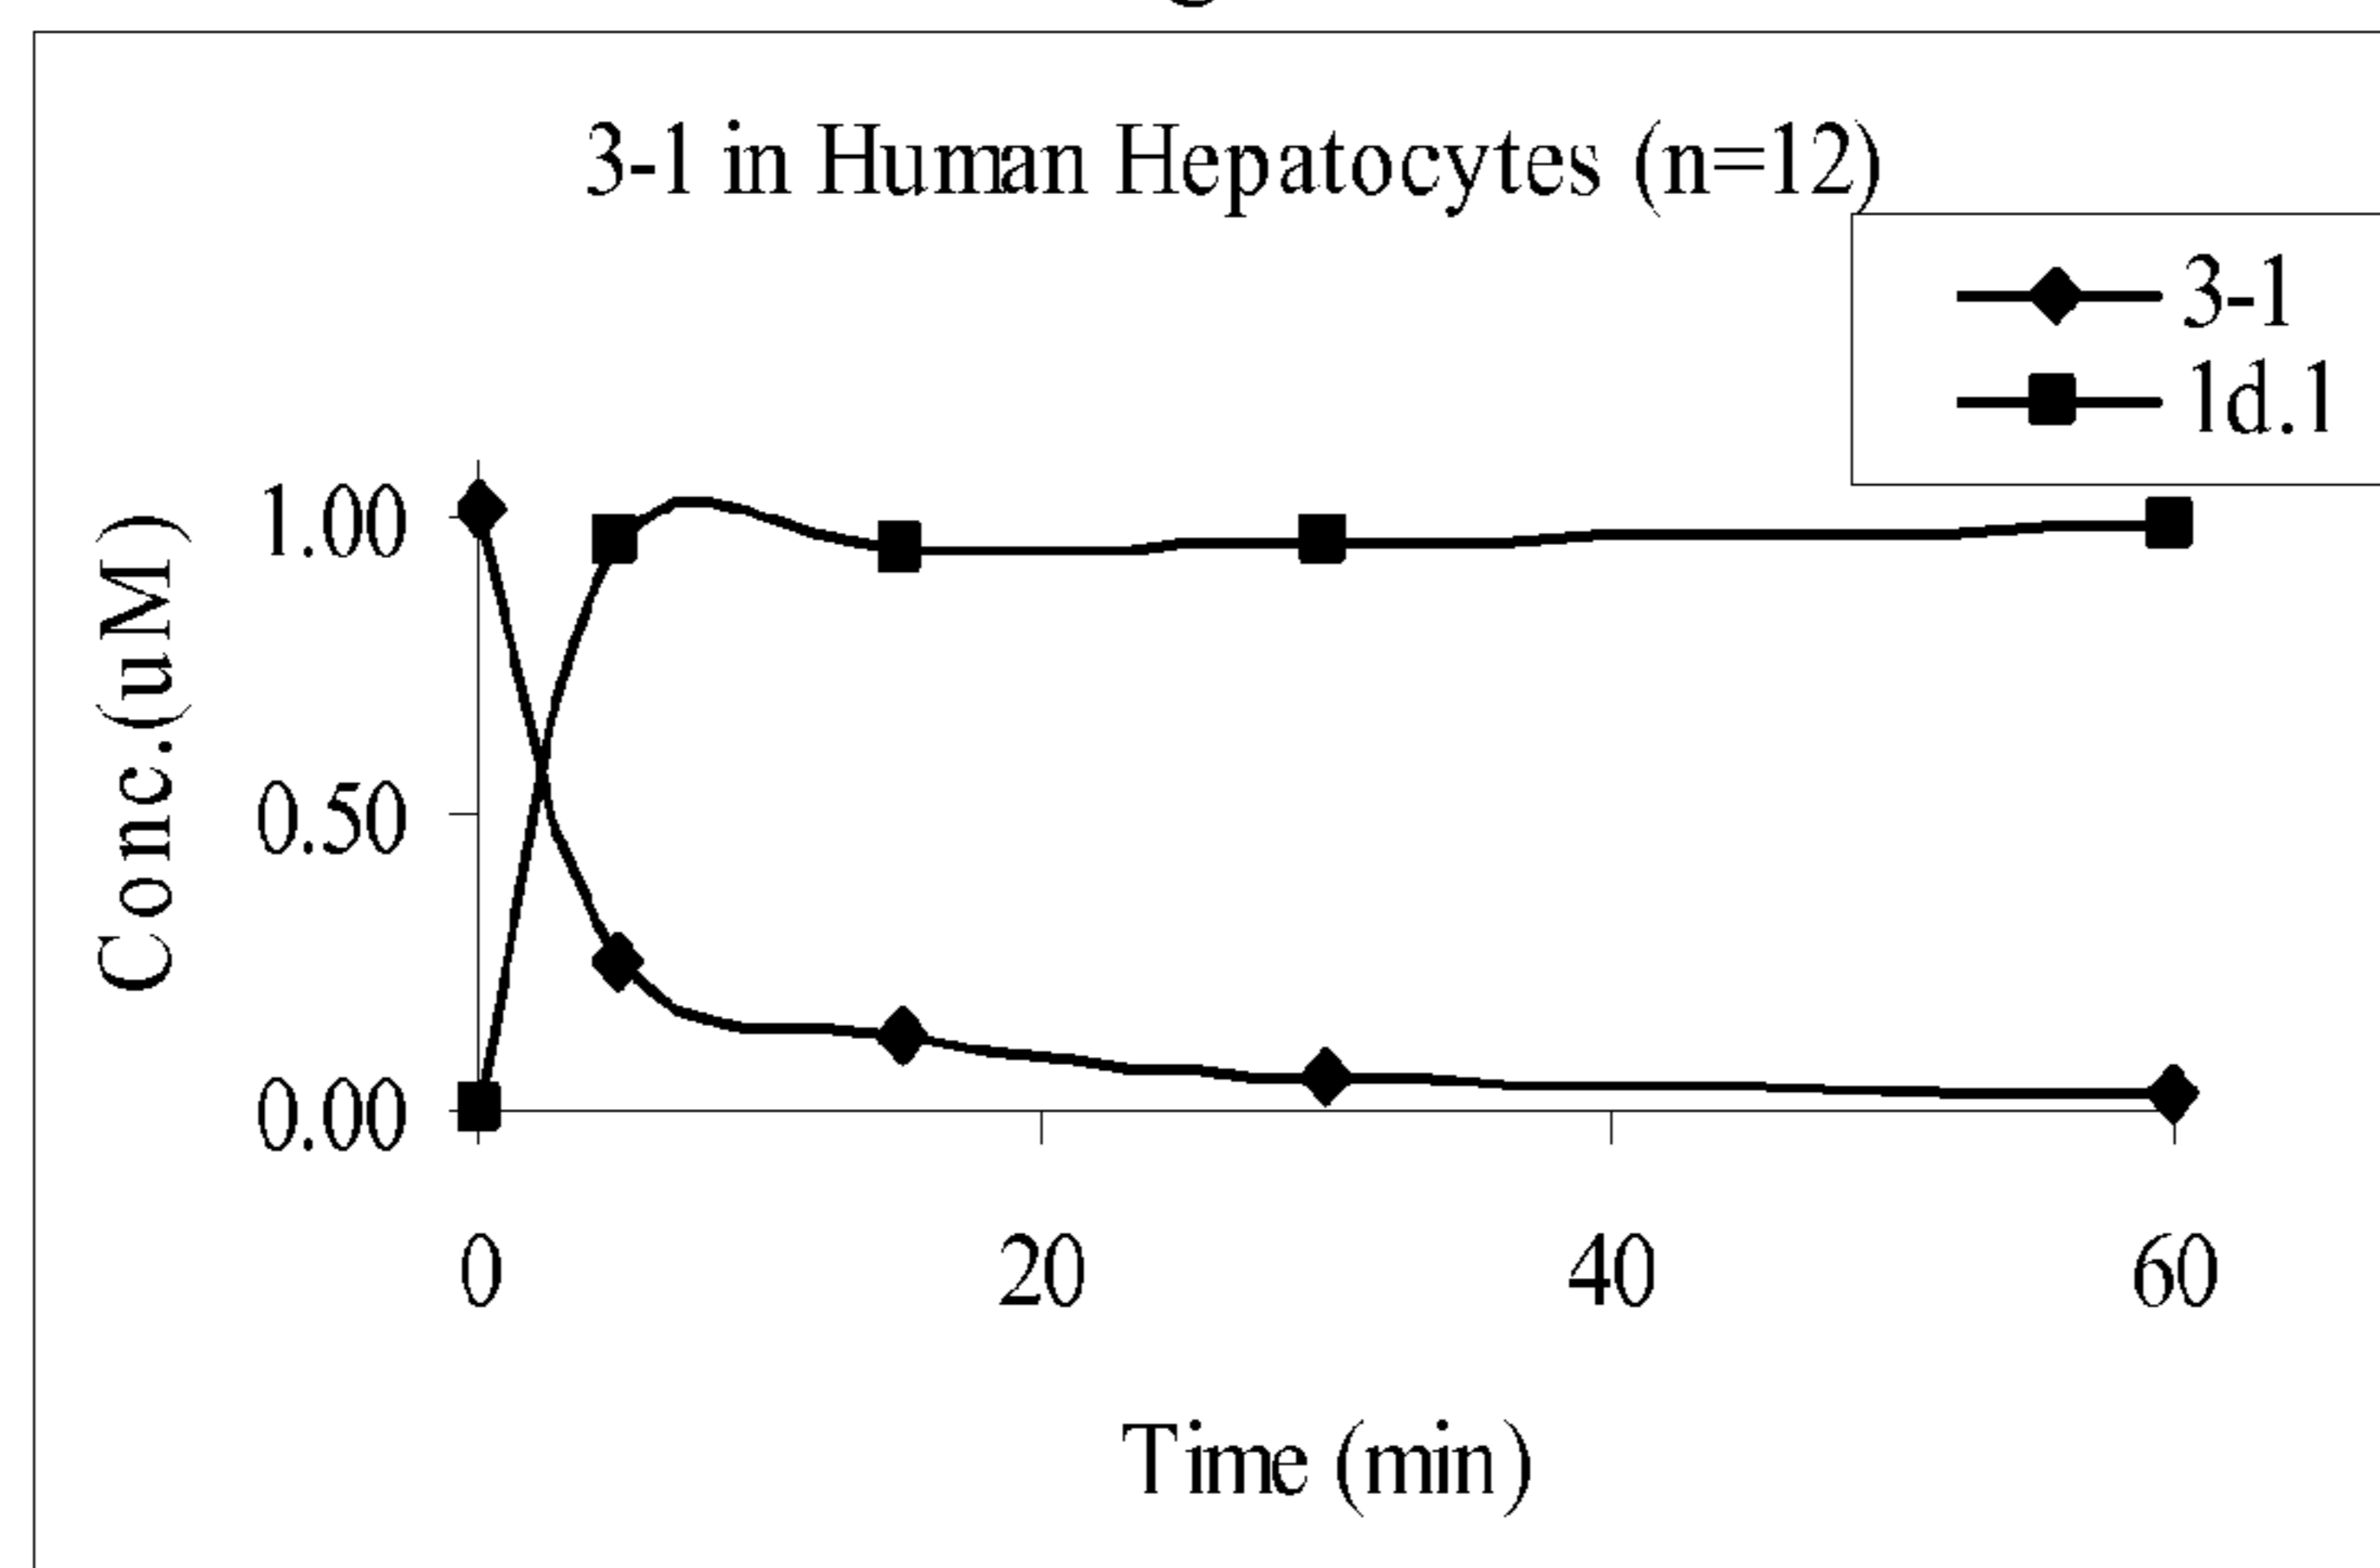 3-1 in Human Hepatocytes (n=12)
3-1
1d.1
Conc.(uM)
1.00
0.50
0.00
0 20 40 60
Time (min)